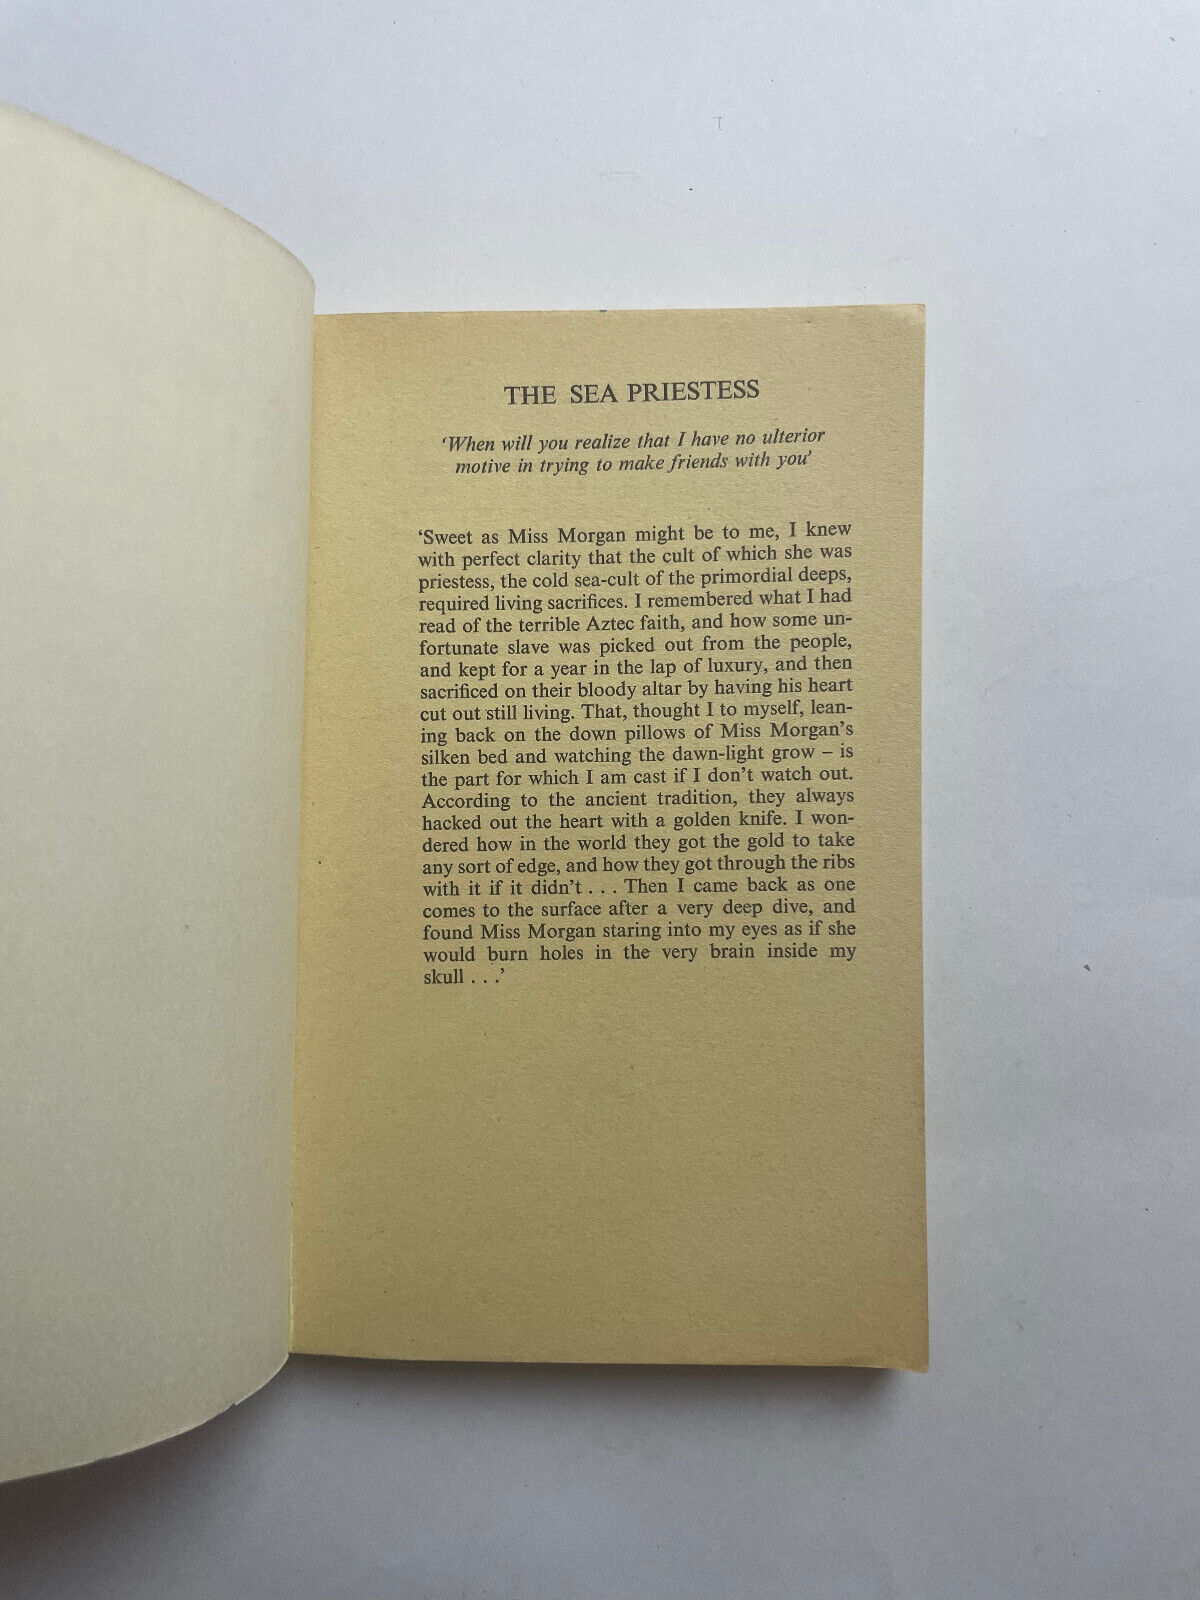 THE SEA PRIESTESS
‘When will you realize that I have no ulterior
motive in trying to make friends with you’
‘Sweet as Miss Morgan might be to me, I knew
with perfect clarity that the cult of which she was
priestess, the cold sea-cult of the primordial deeps,
required living sacrifices. I remembered what I had
read of the terrible Aztec faith, and how some un-
fortunate slave was picked out from the people,
and kept for a year in the lap of luxury, and then
sacrificed on their bloody altar by having his heart
cut out still living. That, thought I to myself, lean-
ing back on the down pillows of Miss Morgan’s
silken bed and watching the dawn-light grow – is
the part for which I am cast if I don’t watch out.
According to the ancient tradition, they always
hacked out the heart with a golden knife. I won-
dered how in the world they got the gold to take
any sort of edge, and how they got through the ribs
with it if it didn’t . . . Then I came back as one
comes to the surface after a very deep dive, and
found Miss Morgan staring into my eyes as if she
would burn holes in the very brain inside my
skull . . .’